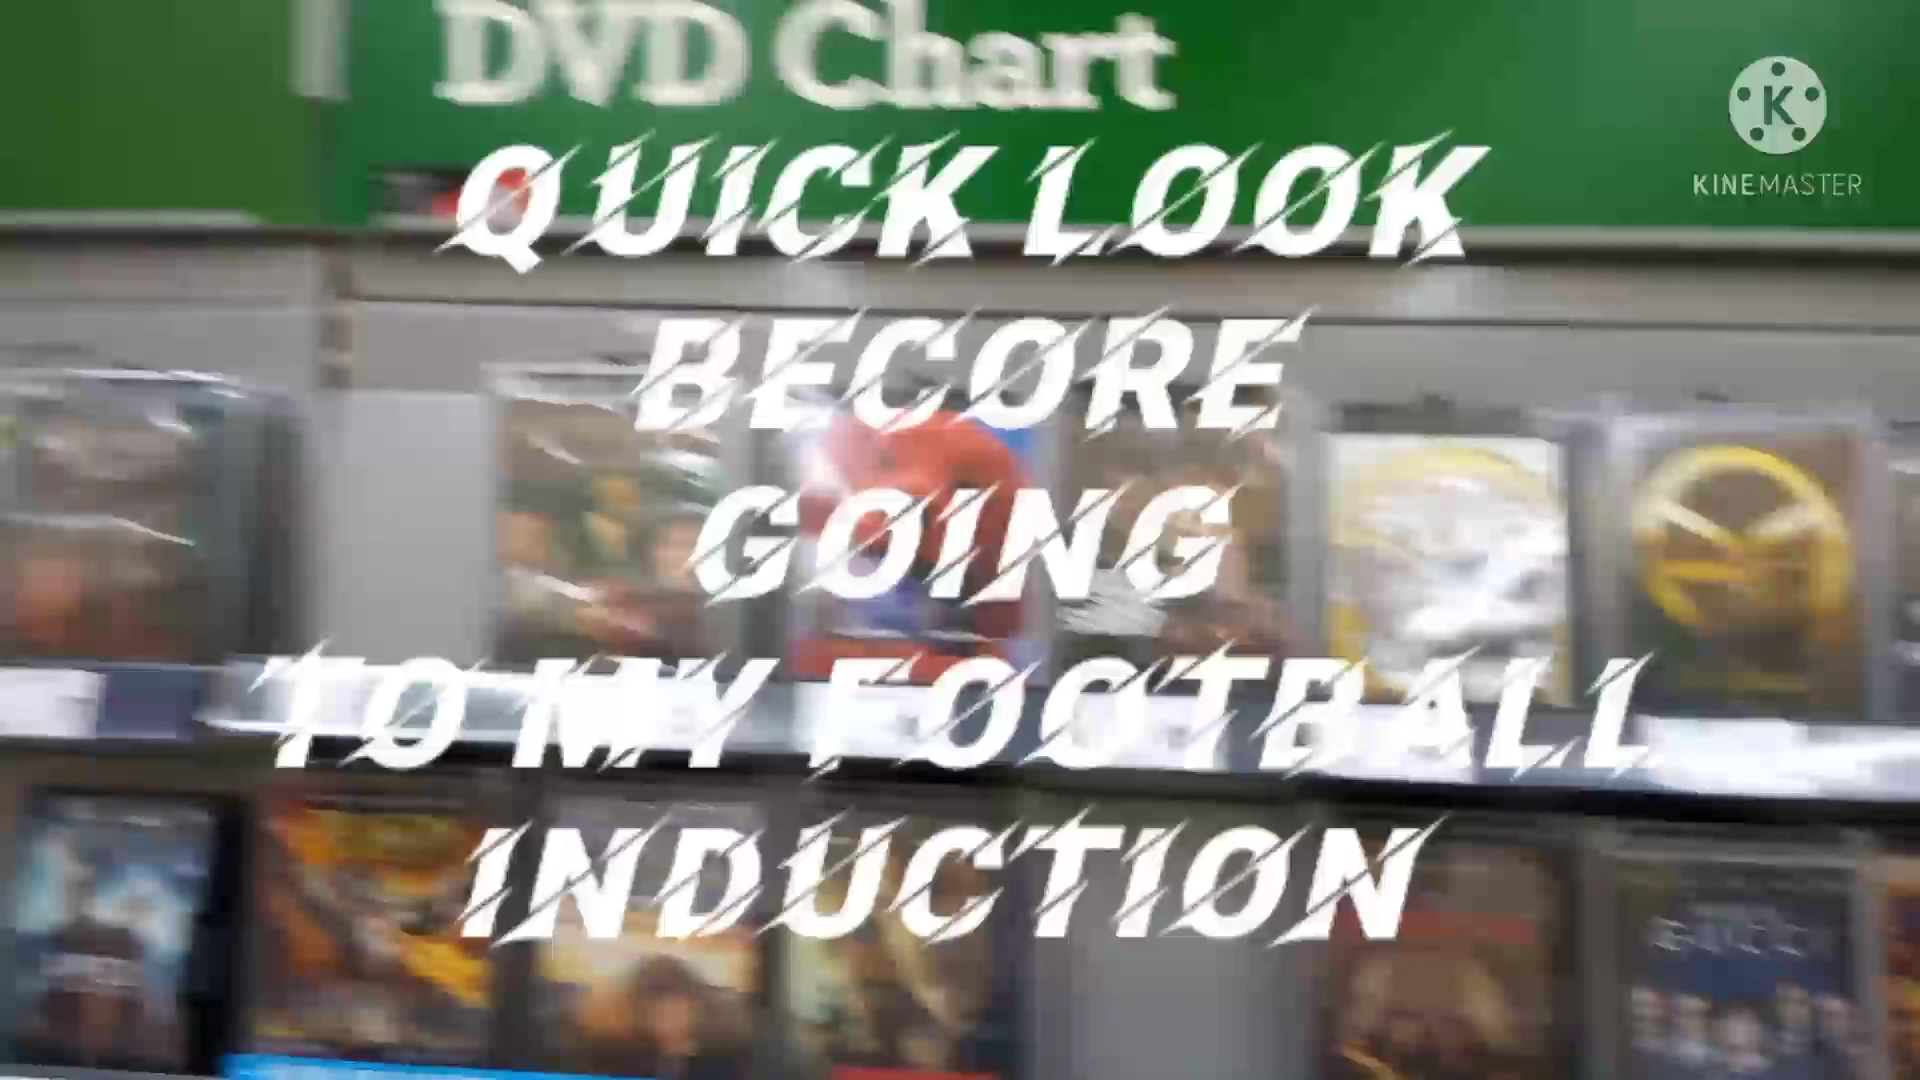 DVD Chart
K
KINEMASTER
QUICK LOOK
BECORE
GOING
TO MY FOOTBALL
INDUCTION